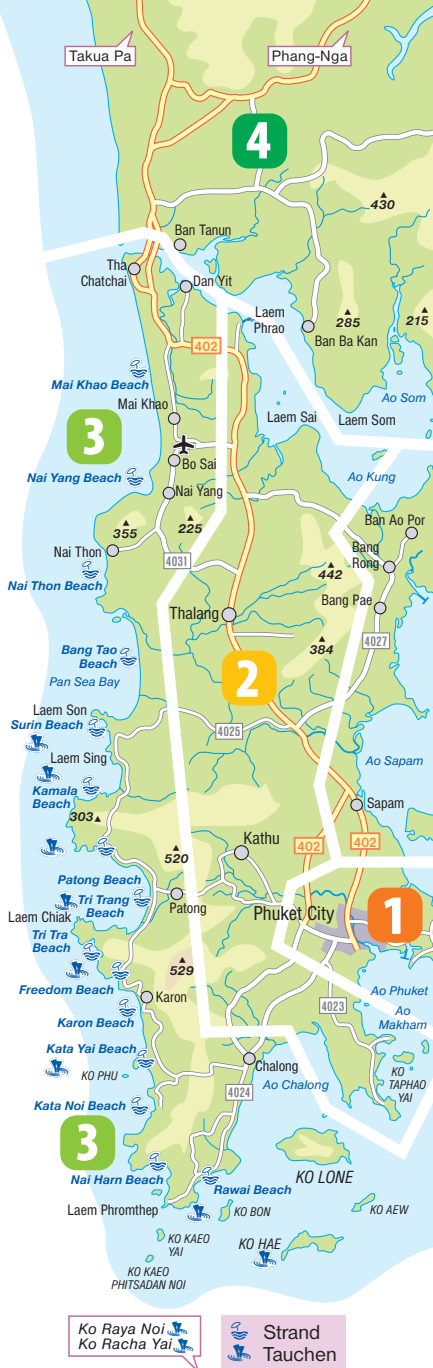 Takua Pa
Phang-Nga
4
430
Ban Tanun
Tha
Chatchai
Dan Yit
Laem
Phrao
285
215
Ban Ba Kan
402
Mai Khao Beach
Ao Som
Mai Khao
Laem Sai
Laem Som
3
Bo Sai
Nai Yang Beach
Ao Kung
Nai Yang
355
225
Ban Ao Por
Nai Thon
4031
Bang
Rong
442
Nai Thon Beach
Bang Pae
Thalang
4027
384
Bang Tao
Beach
Pan Sea Bay
2
Laem Son
Surin Beach
4025
Laem Sing
Ao Sapam
Kamala
Beach
303
Sapam
Kathu
402
402
520
Patong Beach
Tri Trang
Beach
Patong
Laem Chiak
Phuket City
1
Tri Tra
Beach
529
Freedom Beach
Karon
Ao Phuket
4023
Ao
Makham
Karon Beach
Kata Yai Beach
Chalong
KO PHU
Ao Chalong
KO
TAPHAO
YAI
4024
Kata Noi Beach
3
Nai Harn Beach
KO LONE
Rawai Beach
Laem Phromthep
KO BON
KO AEW
KO KAEO
YAI
KO HAE
KO KAEO
PHITSADAN NOI
Ko Raya Noi
Ko Racha Yai
Strand
Tauchen